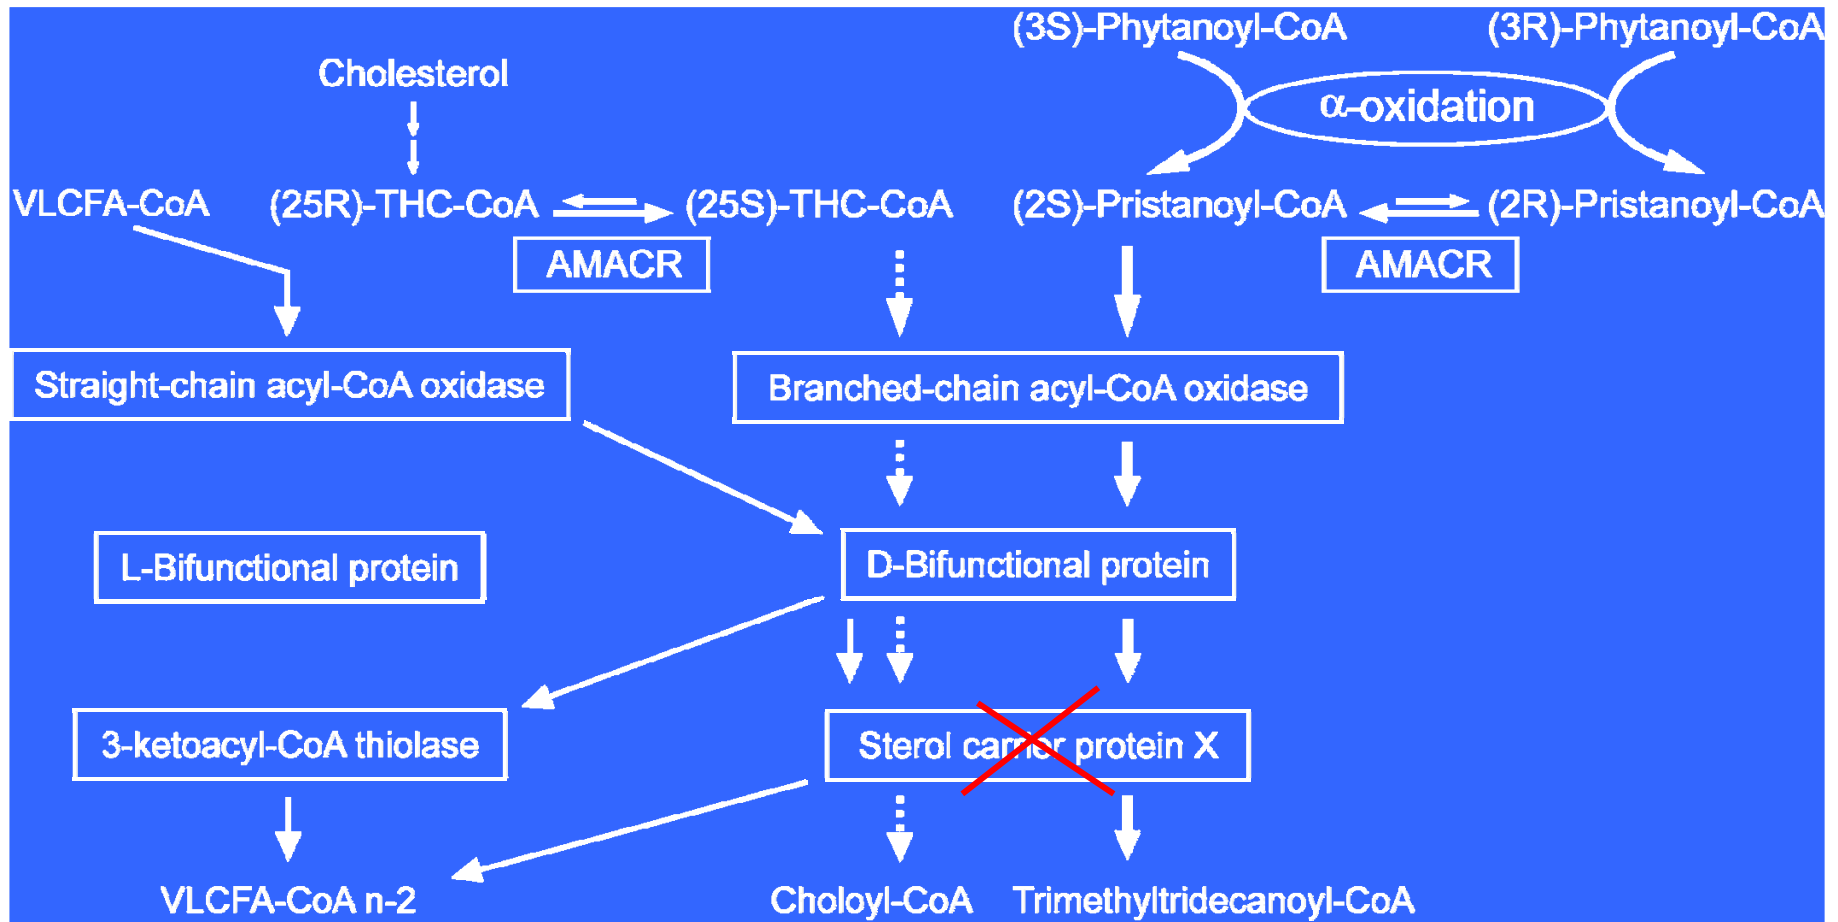 (3S)-Phytanoyl-CoA
(3R)-Phytanoyl-CoA
Cholesterol
α-oxidation
VLCFA-CoA
(25R)-THC-CoA
(25S)-THC-CoA
(2S)-Pristanoyl-CoA
(2R)-Pristanoyl-CoA
AMACR
AMACR
Straight-chain acyl-CoA oxidase
Branched-chain acyl-CoA oxidase
L-Bifunctional protein
D-Bifunctional protein
3-ketoacyl-CoA thiolase
Sterol carrier protein X
VLCFA-CoA n-2
Choloyl-CoA
Trimethyltridecanoyl-CoA